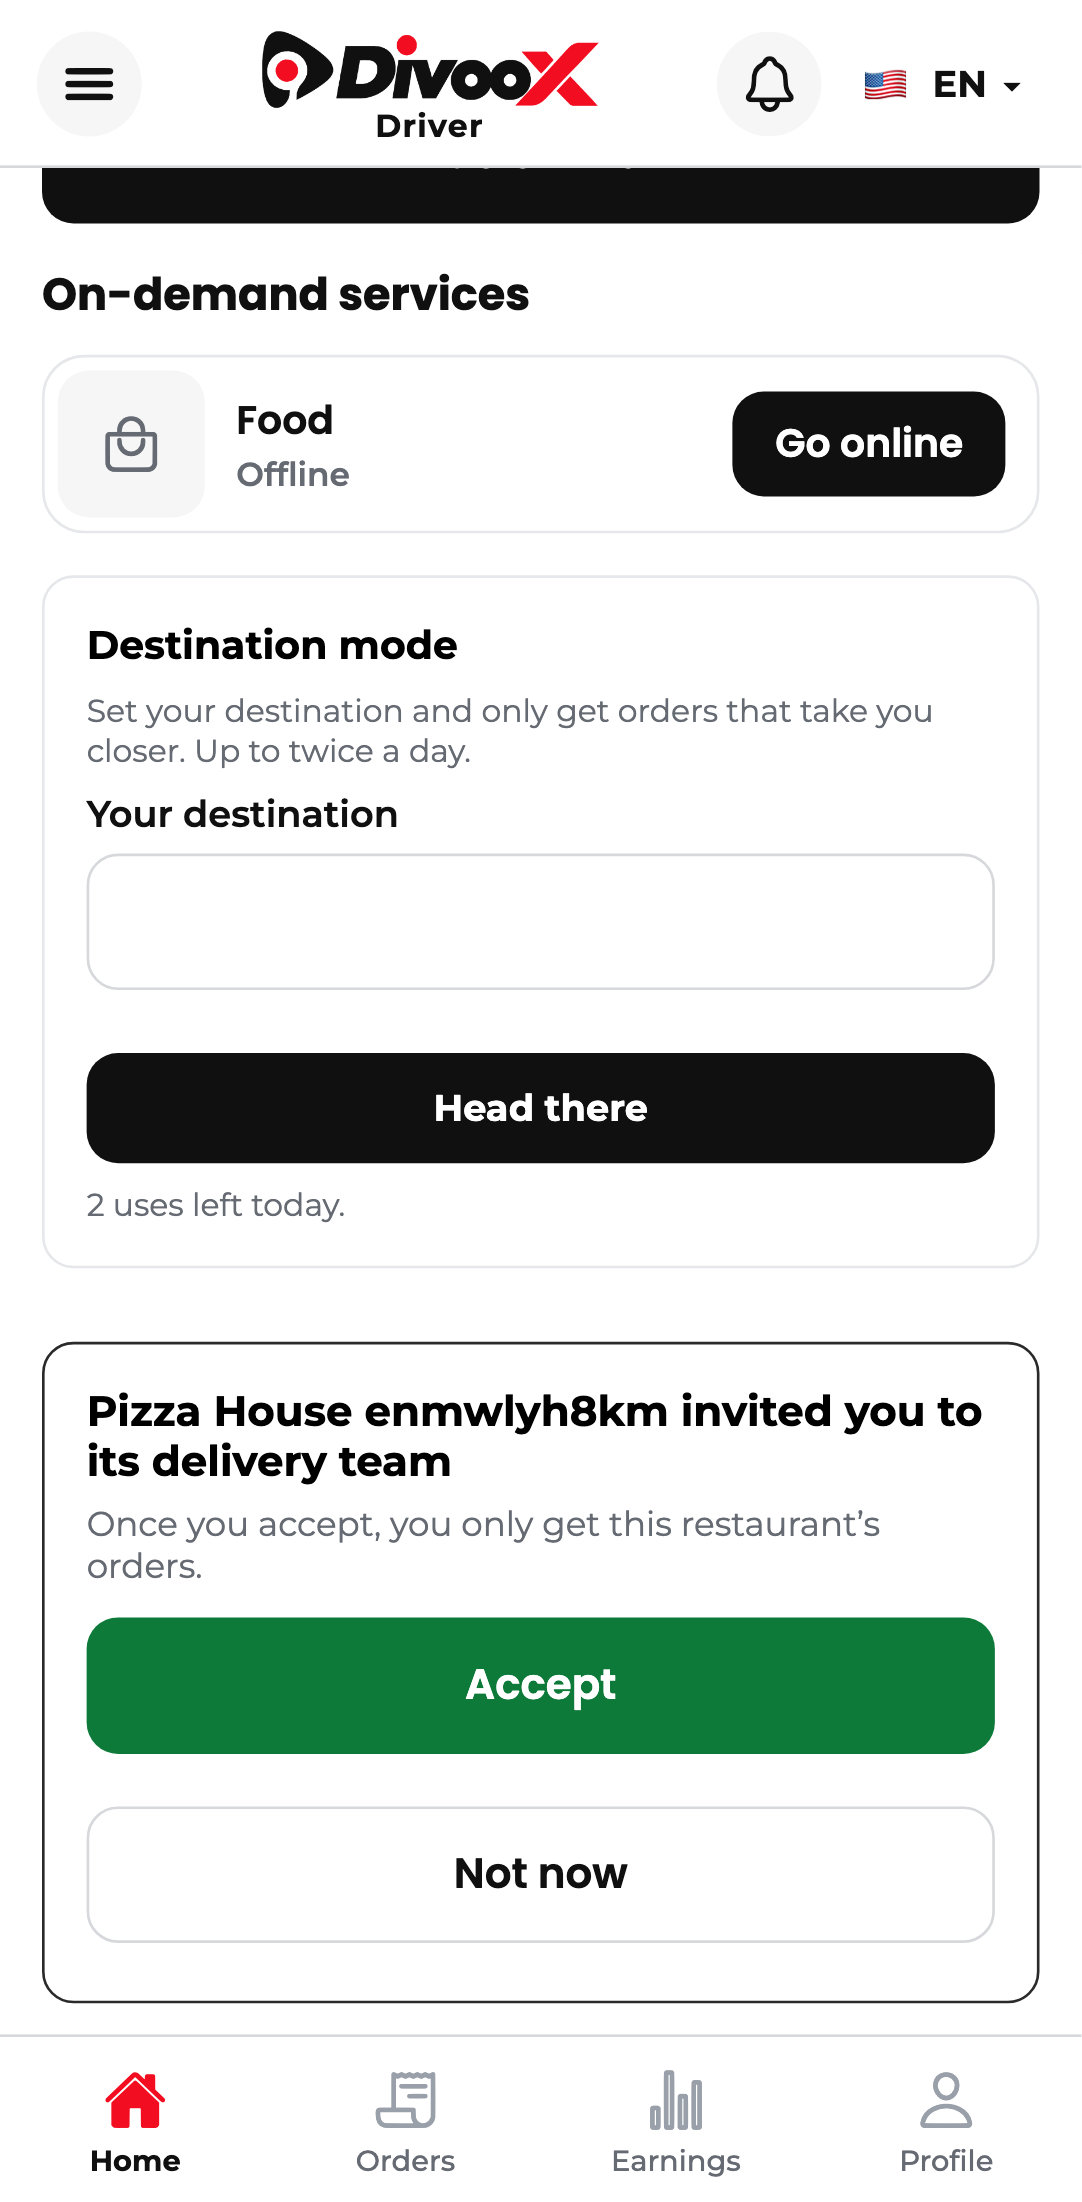 DivooX
Driver
EN
On-demand services
Food
Offline
Go online
Destination mode
Set your destination and only get orders that take you
closer. Up to twice a day.
Your destination
Head there
2 uses left today.
Pizza House enmwlyh8km invited you to
its delivery team
Once you accept, you only get this restaurant’s
orders.
Accept
Not now
Home
Orders
Earnings
Profile